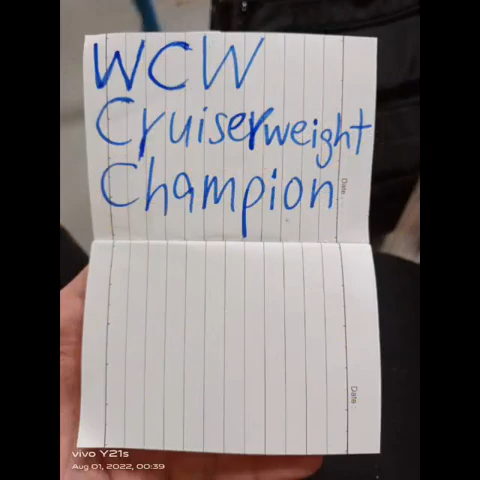 WCW
Cruiserweight
Champion
Date
Date
vivo Y21s
Aug 01, 2022, 00:39